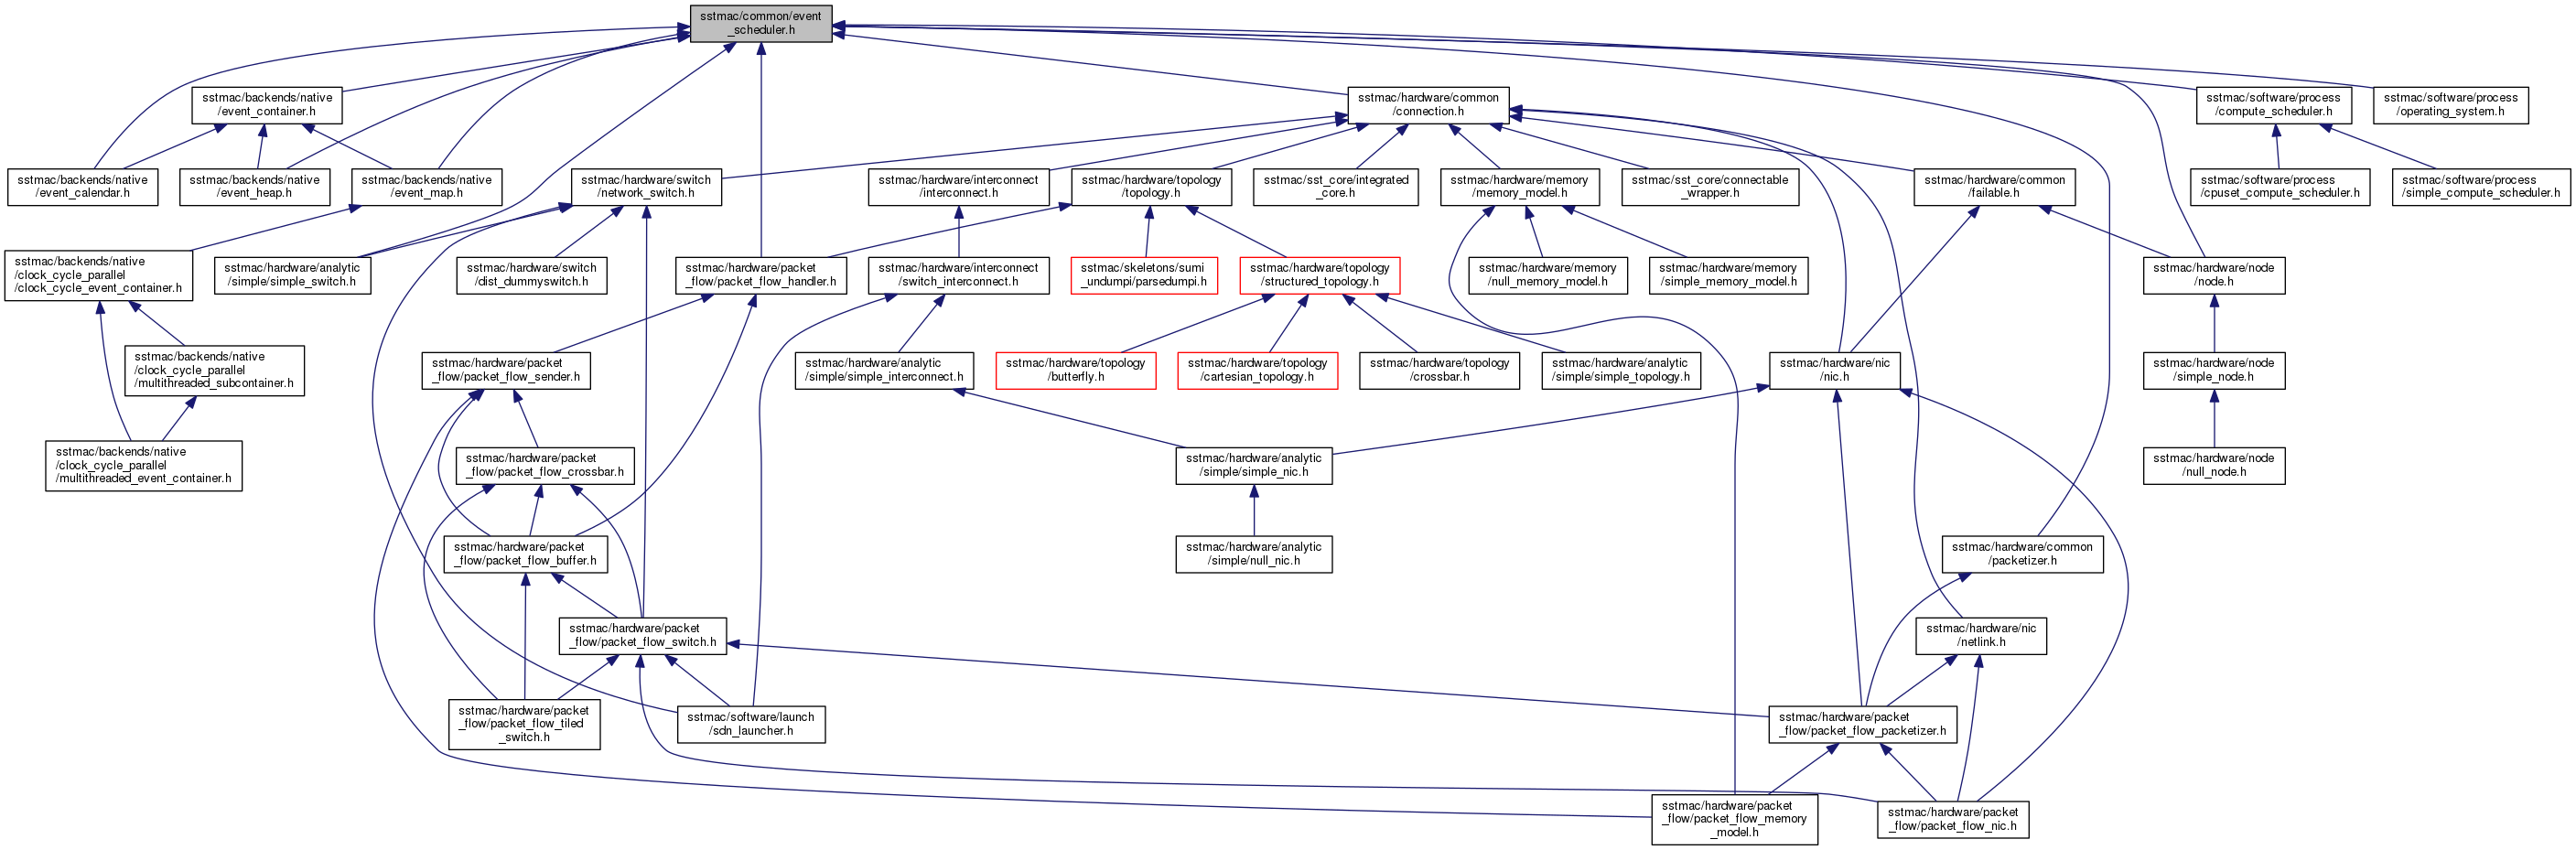 sstmac/common/event
_scheduler.h
sstmac/backends/native
/event_container.h
sstmac/hardware/common
/connection.h
sstmac/software/process
/compute_scheduler.h
sstmac/software/process
/operating_system.h
sstmac/backends/native
/event_calendar.h
sstmac/backends/native
/event_heap.h
sstmac/backends/native
/event_map.h
sstmac/hardware/switch
/network_switch.h
sstmac/hardware/interconnect
/interconnect.h
sstmac/hardware/topology
/topology.h
sstmac/sst_core/integrated
_core.h
sstmac/hardware/memory
/memory_model.h
sstmac/sst_core/connectable
_wrapper.h
sstmac/hardware/common
/failable.h
sstmac/software/process
/cpuset_compute_scheduler.h
sstmac/software/process
/simple_compute_scheduler.h
sstmac/backends/native
/clock_cycle_parallel
/clock_cycle_event_container.h
sstmac/hardware/analytic
/simple/simple_switch.h
sstmac/hardware/switch
/dist_dummyswitch.h
sstmac/hardware/packet
_flow/packet_flow_handler.h
sstmac/hardware/interconnect
/switch_interconnect.h
sstmac/skeletons/sumi
_undumpi/parsedumpi.h
sstmac/hardware/topology
/structured_topology.h
sstmac/hardware/memory
/null_memory_model.h
sstmac/hardware/memory
/simple_memory_model.h
sstmac/hardware/node
/node.h
sstmac/backends/native
/clock_cycle_parallel
/multithreaded_subcontainer.h
sstmac/hardware/packet
_flow/packet_flow_sender.h
sstmac/hardware/analytic
/simple/simple_interconnect.h
sstmac/hardware/topology
/butterfly.h
sstmac/hardware/topology
/cartesian_topology.h
sstmac/hardware/topology
/crossbar.h
sstmac/hardware/analytic
/simple/simple_topology.h
sstmac/hardware/nic
/nic.h
sstmac/hardware/node
/simple_node.h
sstmac/backends/native
/clock_cycle_parallel
/multithreaded_event_container.h
sstmac/hardware/packet
_flow/packet_flow_crossbar.h
sstmac/hardware/analytic
/simple/simple_nic.h
sstmac/hardware/node
/null_node.h
sstmac/hardware/packet
_flow/packet_flow_buffer.h
sstmac/hardware/analytic
/simple/null_nic.h
sstmac/hardware/common
/packetizer.h
sstmac/hardware/packet
_flow/packet_flow_switch.h
sstmac/hardware/nic
/netlink.h
sstmac/hardware/packet
_flow/packet_flow_tiled
_switch.h
sstmac/software/launch
/sdn_launcher.h
sstmac/hardware/packet
_flow/packet_flow_packetizer.h
sstmac/hardware/packet
_flow/packet_flow_memory
_model.h
sstmac/hardware/packet
_flow/packet_flow_nic.h